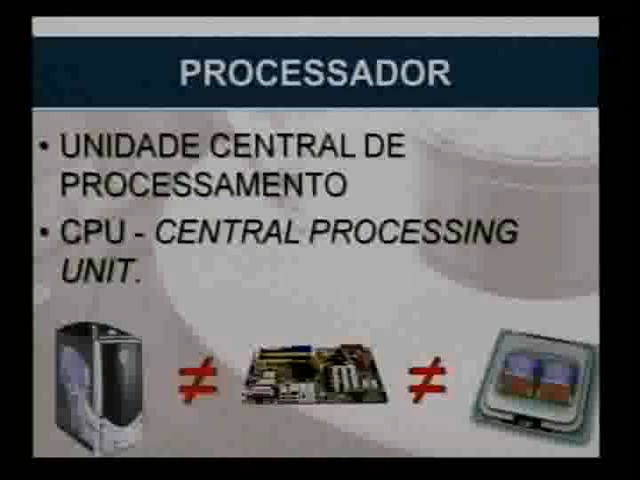 PROCESSADOR
• UNIDADE CENTRAL DE
PROCESSAMENTO
• CPU - CENTRAL PROCESSING
UNIT.
≠ ≠